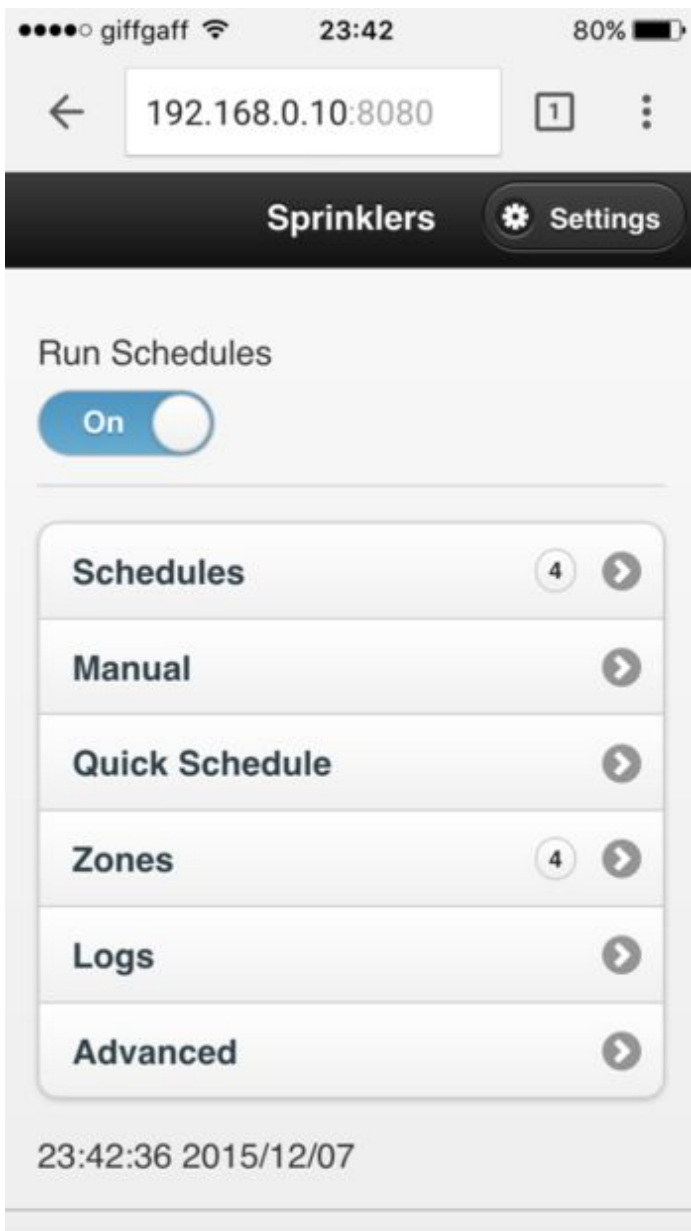 giffgaff 23:42 80%
192.168.0.10:8080 1
Sprinklers Settings
Run Schedules
On
Schedules 4
Manual
Quick Schedule
Zones 4
Logs
Advanced
23:42:36 2015/12/07